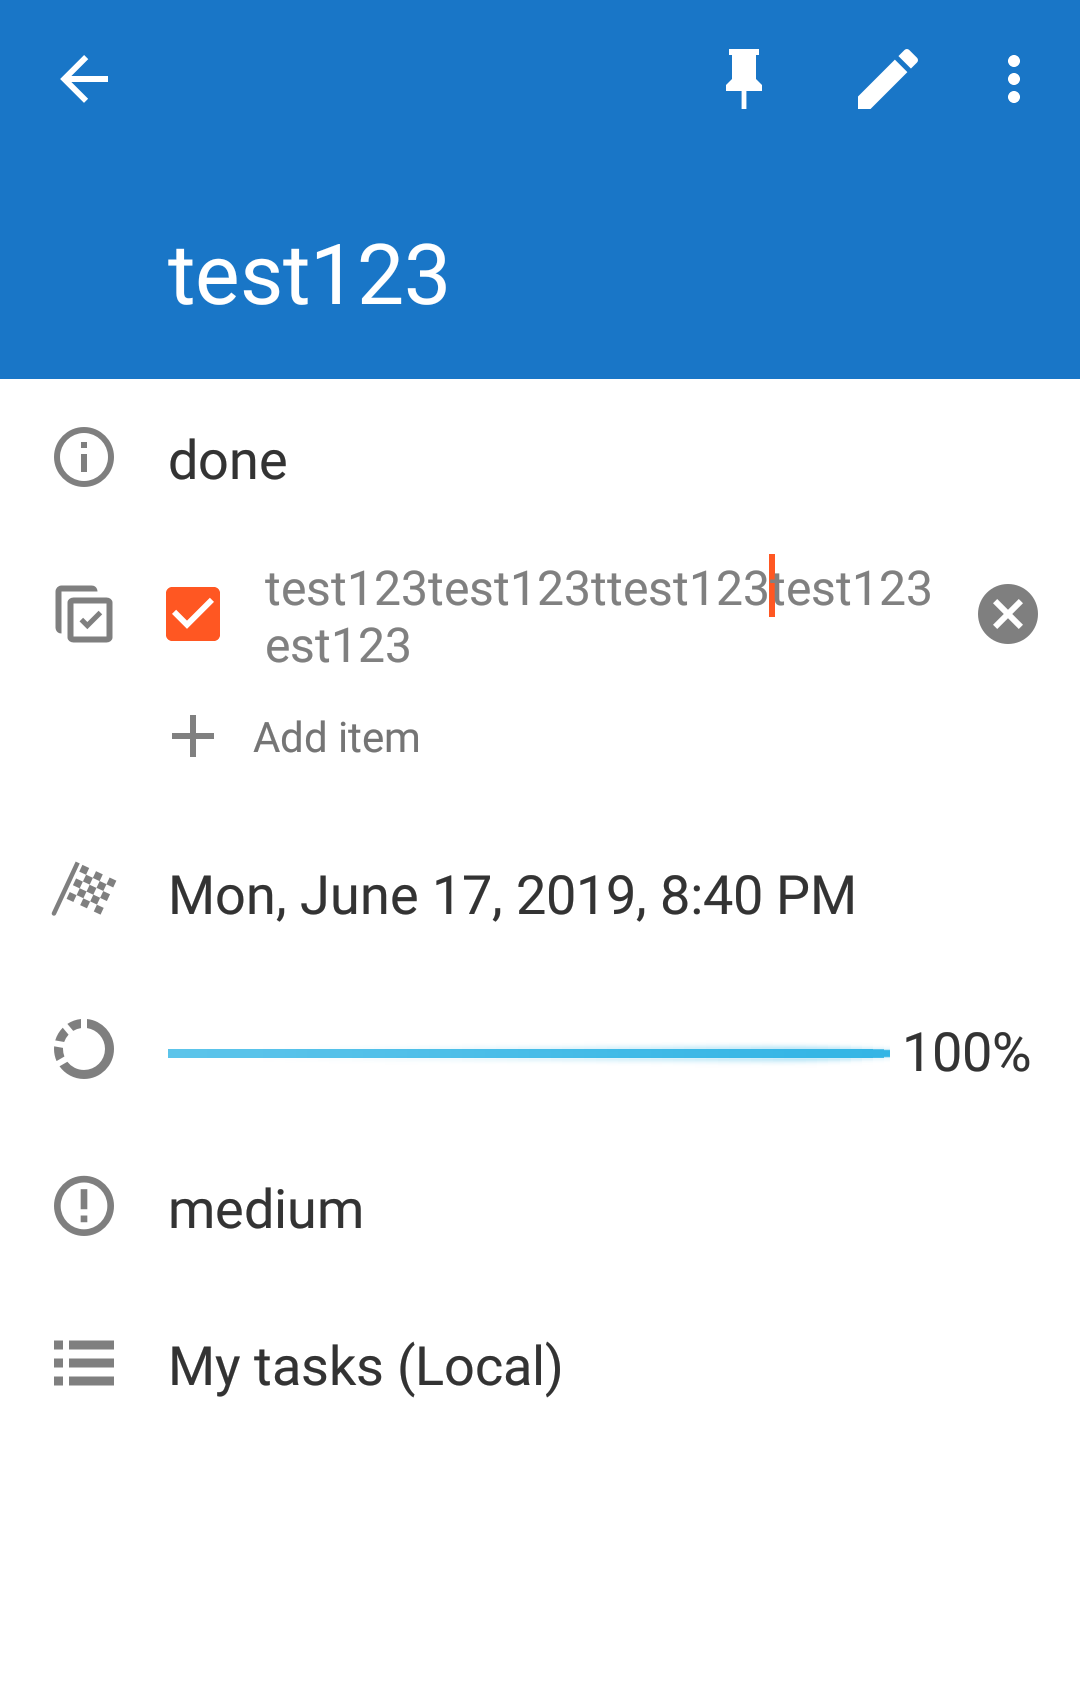 test123
done
test123test123ttest123test123
est123
Add item
Mon, June 17, 2019, 8:40 PM
100%
medium
My tasks (Local)